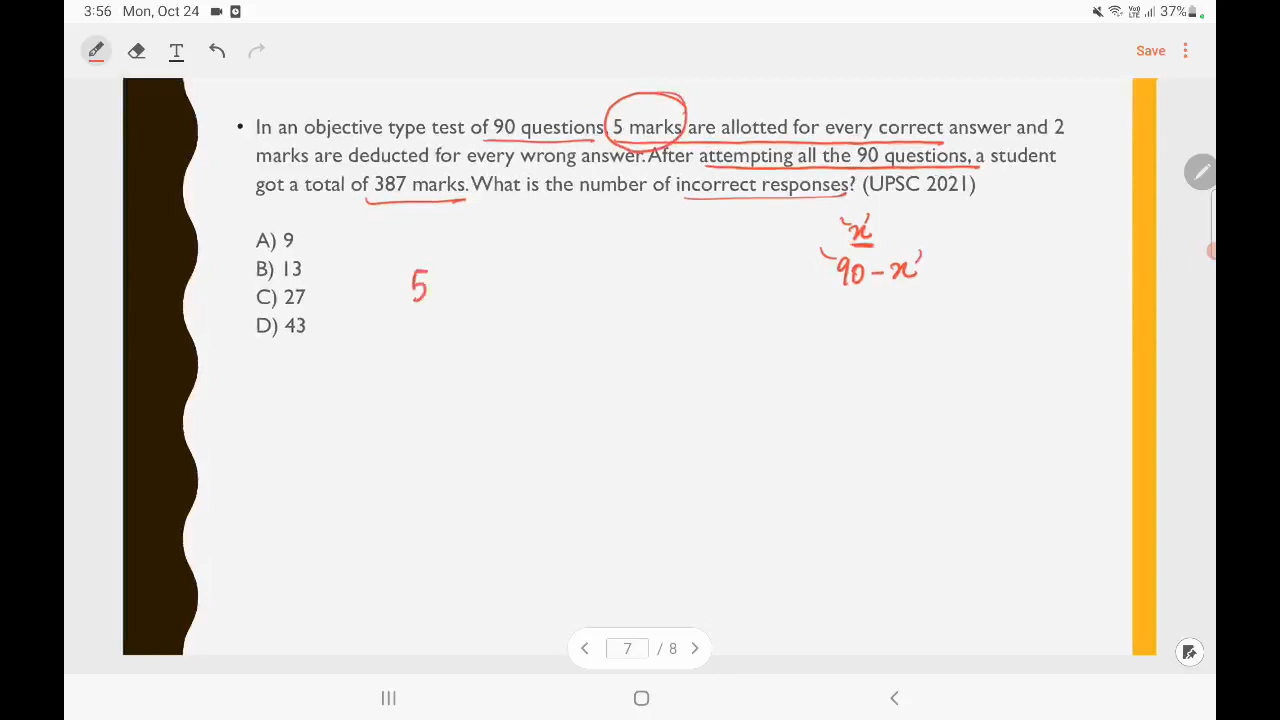 3:56 Mon, Oct 24
37%
T
Save
• In an objective type test of 90 questions, 5 marks are allotted for every correct answer and 2
marks are deducted for every wrong answer. After attempting all the 90 questions, a student
got a total of 387 marks. What is the number of incorrect responses? (UPSC 2021)
'x'
'90-x'
A) 9
B) 13
C) 27
D) 43
5
7 / 8